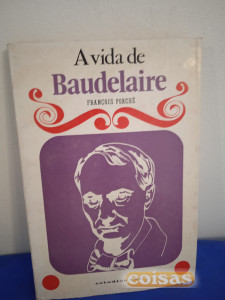 A vida de
Baudelaire
FRANÇOIS PORCHÉ
coisas